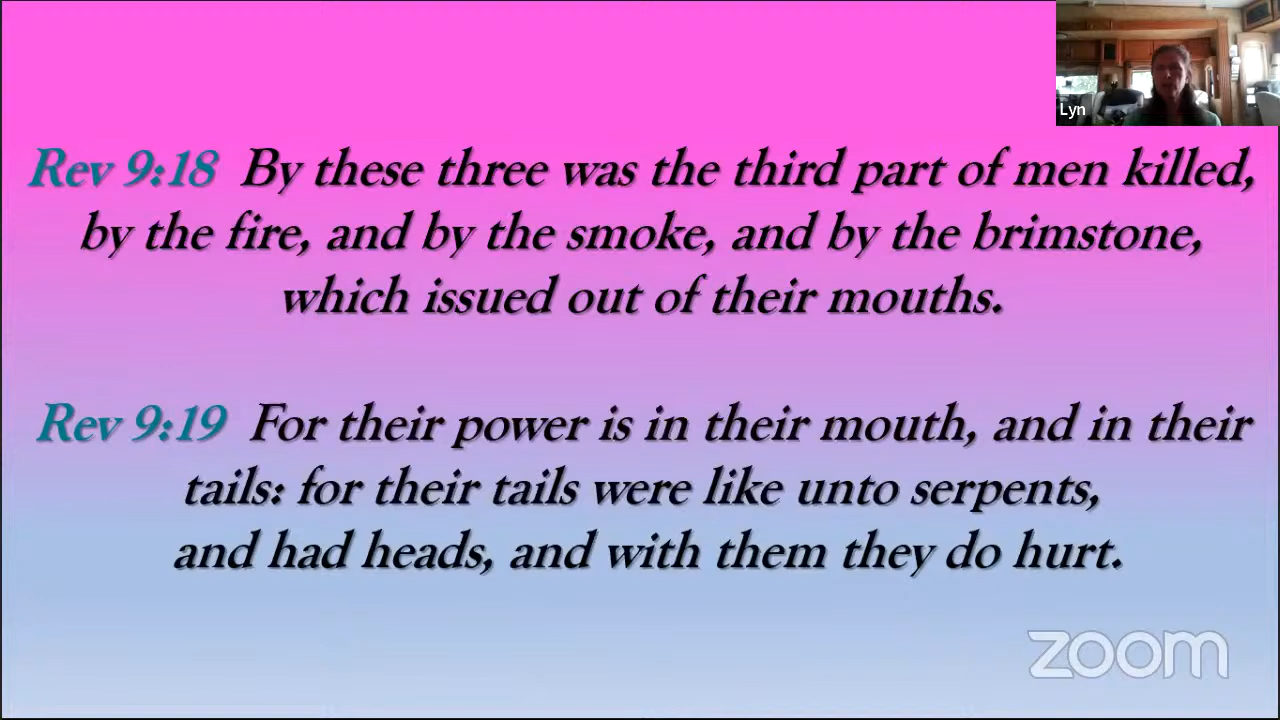 Lyn
Rev 9:18 By these three was the third part of men killed,
by the fire, and by the smoke, and by the brimstone,
which issued out of their mouths.
Rev 9:19 For their power is in their mouth, and in their
tails: for their tails were like unto serpents,
and had heads, and with them they do hurt.
zoom